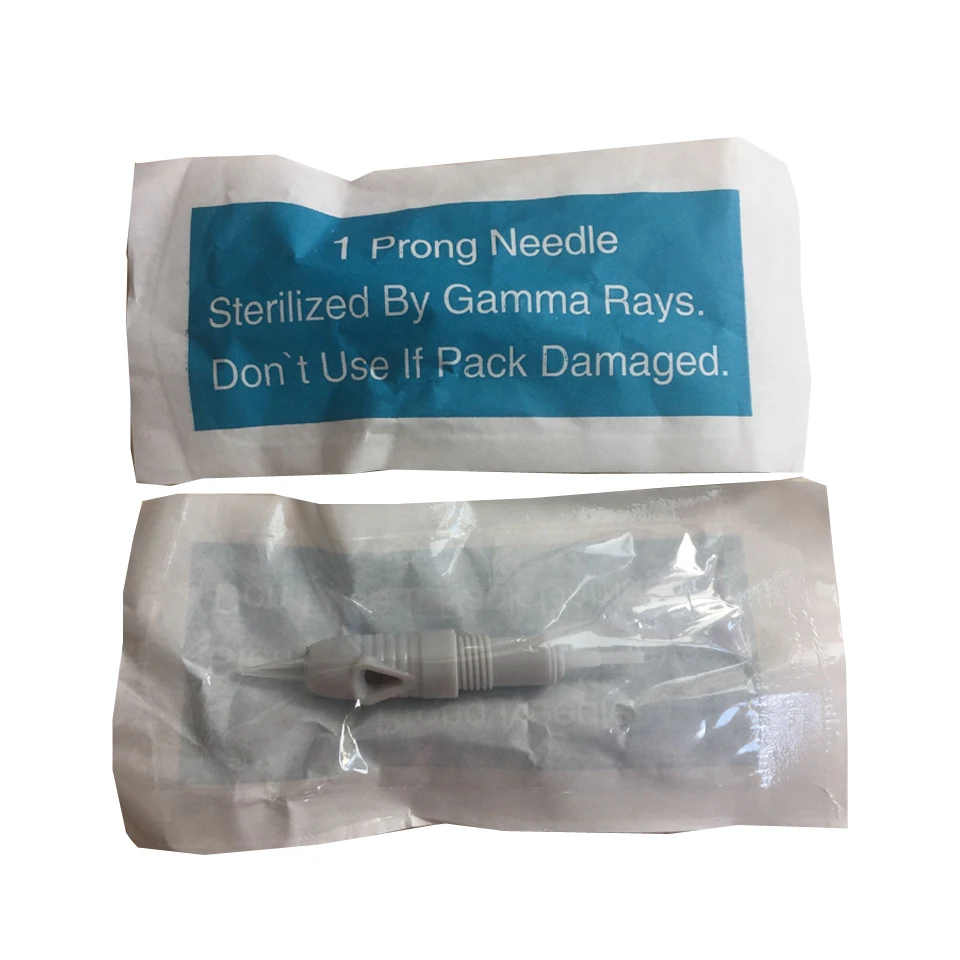 1 Prong Needle
Sterilized By Gamma Rays.
Don`t Use If Pack Damaged.